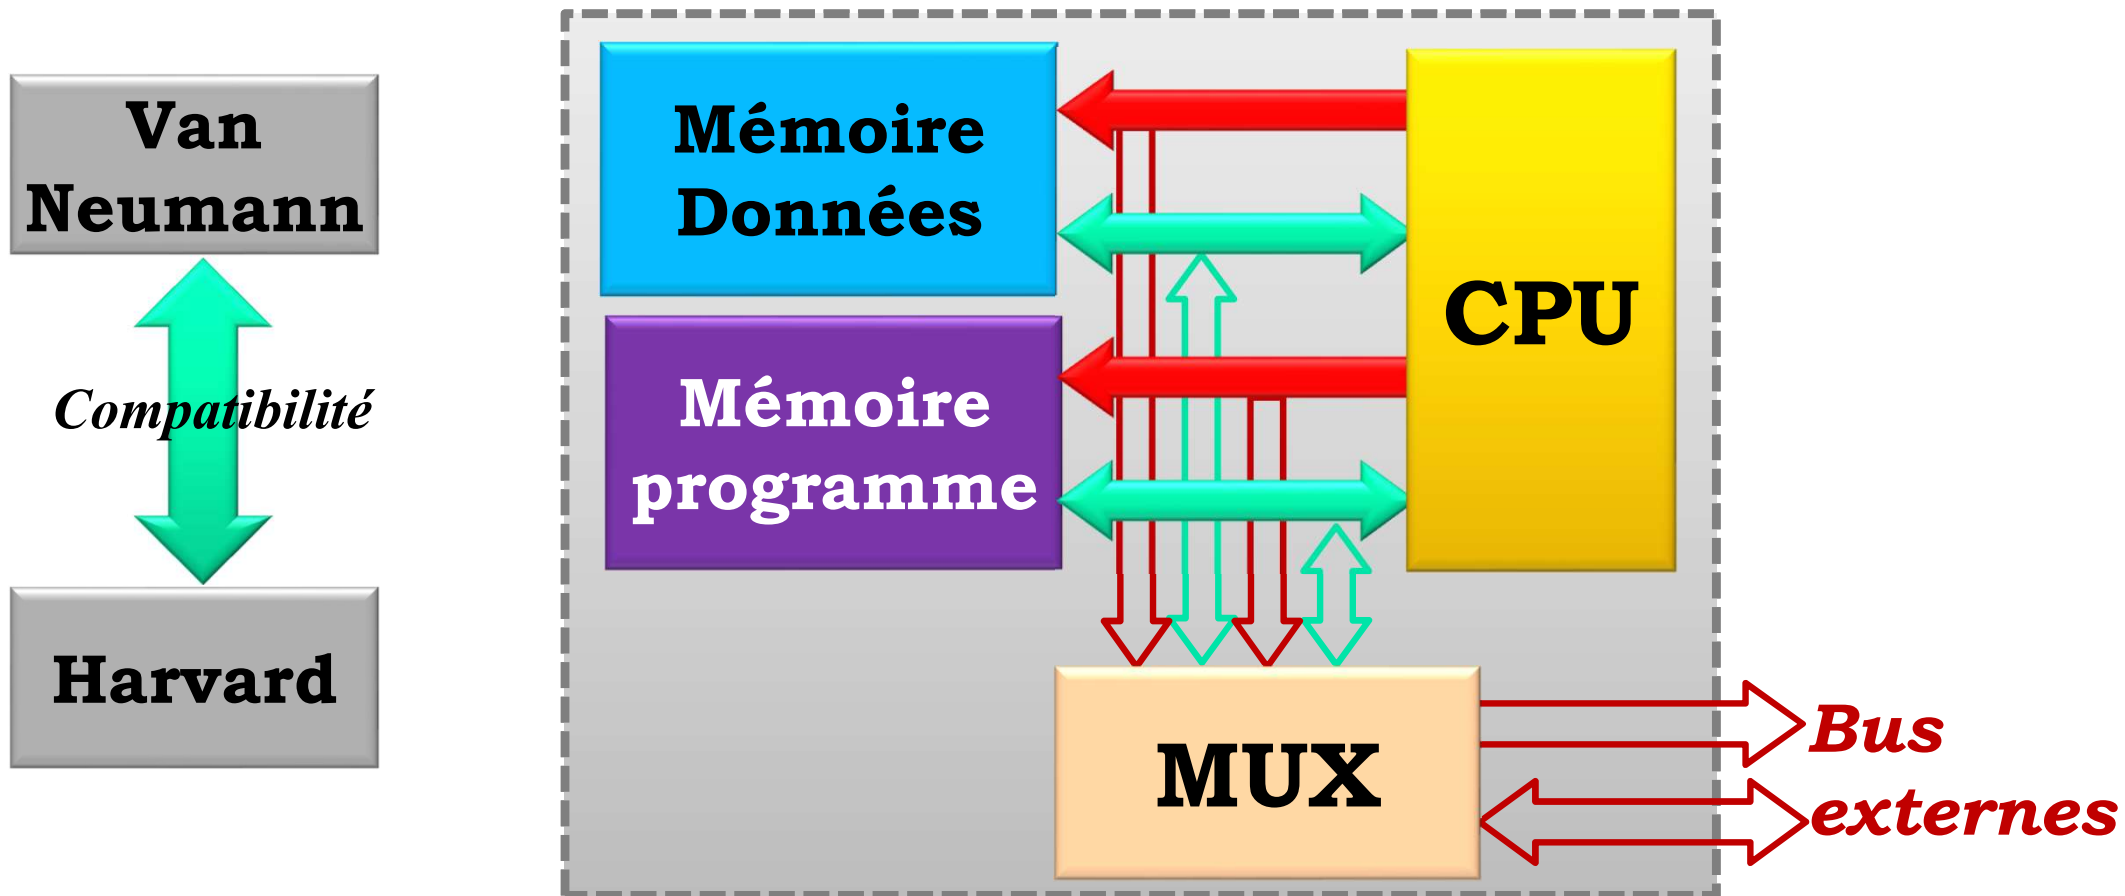 Van
Neumann
Compatibilité
Harvard
Mémoire
Données
Mémoire
programme
CPU
MUX
Bus
externes